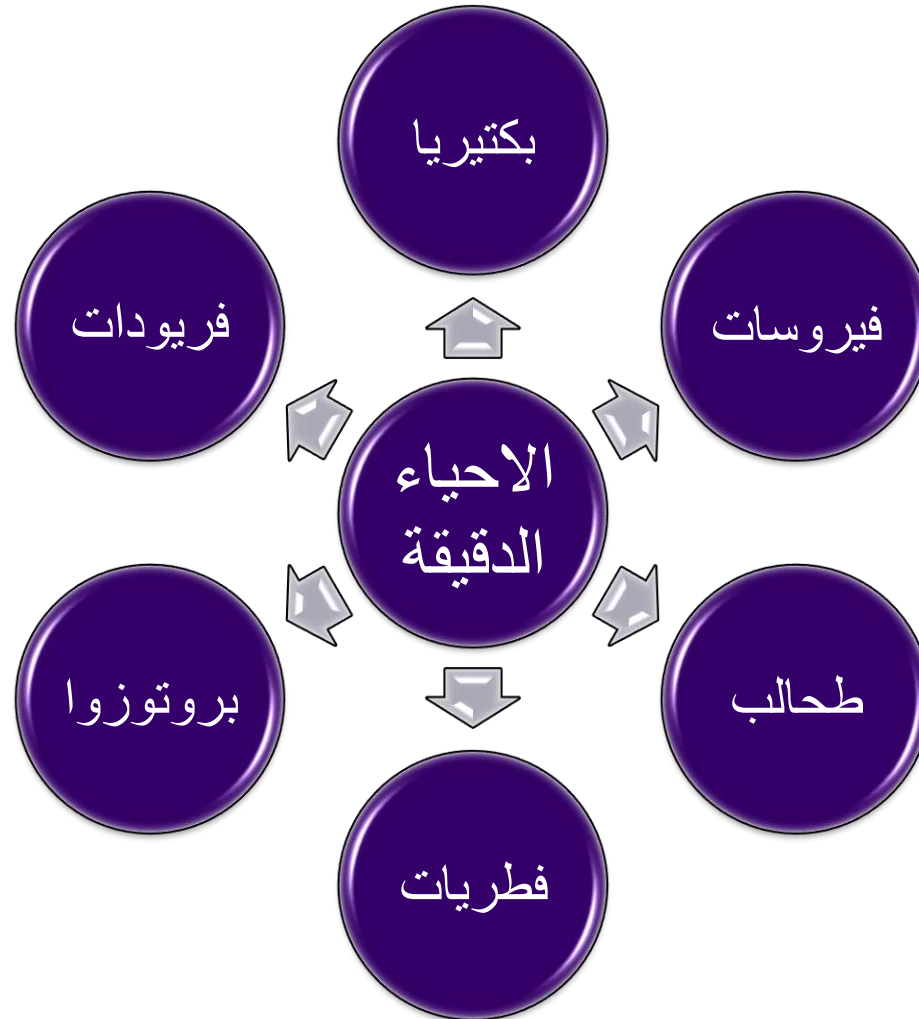 بكتيريا
فيروسات
فريودات
الاحياء
الدقيقة
طحالب
بروتوزوا
فطريات